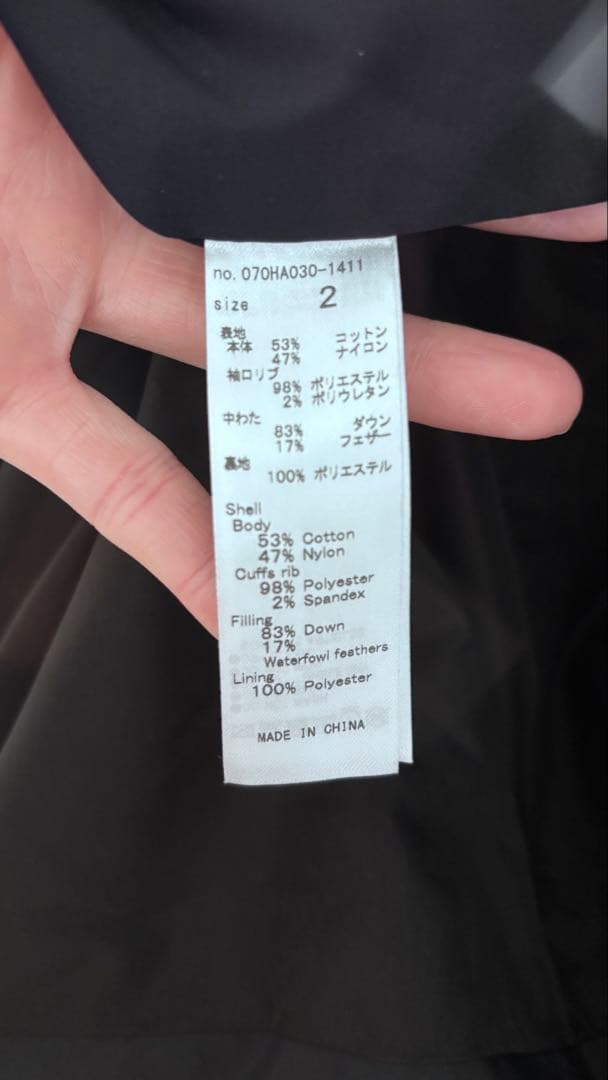 no. 070HA030-1411
size 2
表地
本体 53% コットン
47% ナイロン
袖口リブ
98% ポリエステル
2% ポリウレタン
中わた
83% ダウン
17% フェザー
裏地
100% ポリエステル
Shell
Body
53% Cotton
47% Nylon
Cuffs rib
98% Polyester
2% Spandex
Filling
83% Down
17%
Waterfowl feathers
Lining
100% Polyester
MADE IN CHINA